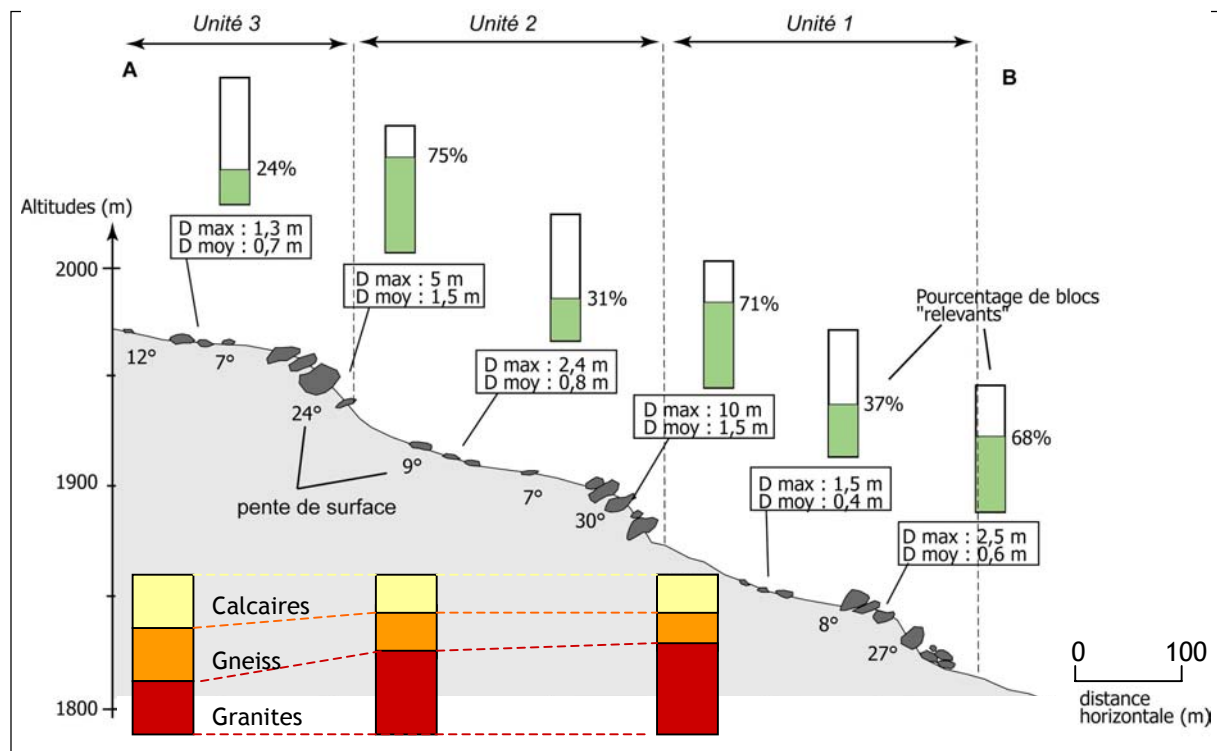 Unité 3
Unité 2
Unité 1
A
B
24%
75%
31%
71%
37%
68%
Pourcentage de blocs
"relevants"
Altitudes (m)
2000
1900
1800
D max : 1,3 m
D moy : 0,7 m
D max : 5 m
D moy : 1,5 m
D max : 2,4 m
D moy : 0,8 m
D max : 10 m
D moy : 1,5 m
D max : 1,5 m
D moy : 0,4 m
D max : 2,5 m
D moy : 0,6 m
12°
7°
24°
9°
7°
30°
8°
27°
pente de surface
Calcaires
Gneiss
Granites
0
100
distance
horizontale (m)